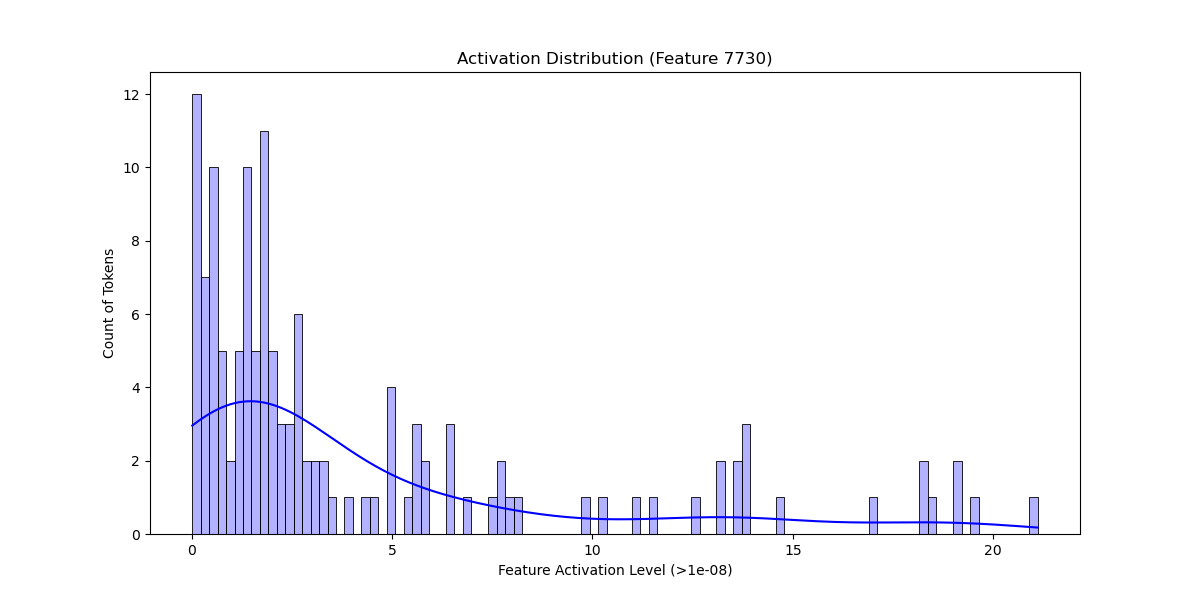 Activation Distribution (Feature 7730)
12
10
8
6
4
2
0
Count of Tokens
0 5 10 15 20
Feature Activation Level (>1e-08)